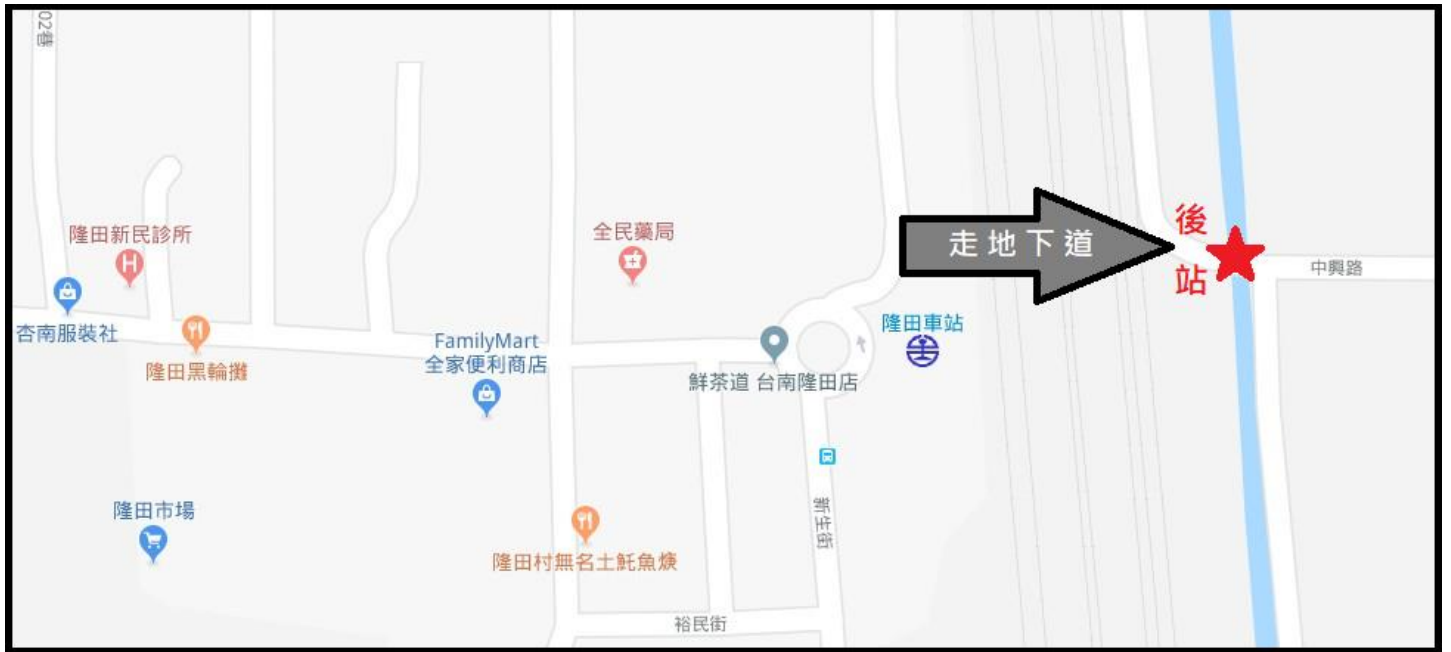 02巷
隆田新民診所
全民藥局
走地下道
後
站
中興路
杏南服裝社
隆田黑輪攤
FamilyMart
全家便利商店
隆田車站
鮮茶道 台南隆田店
隆田市場
新生街
隆田村無名土魠魚焿
裕民街